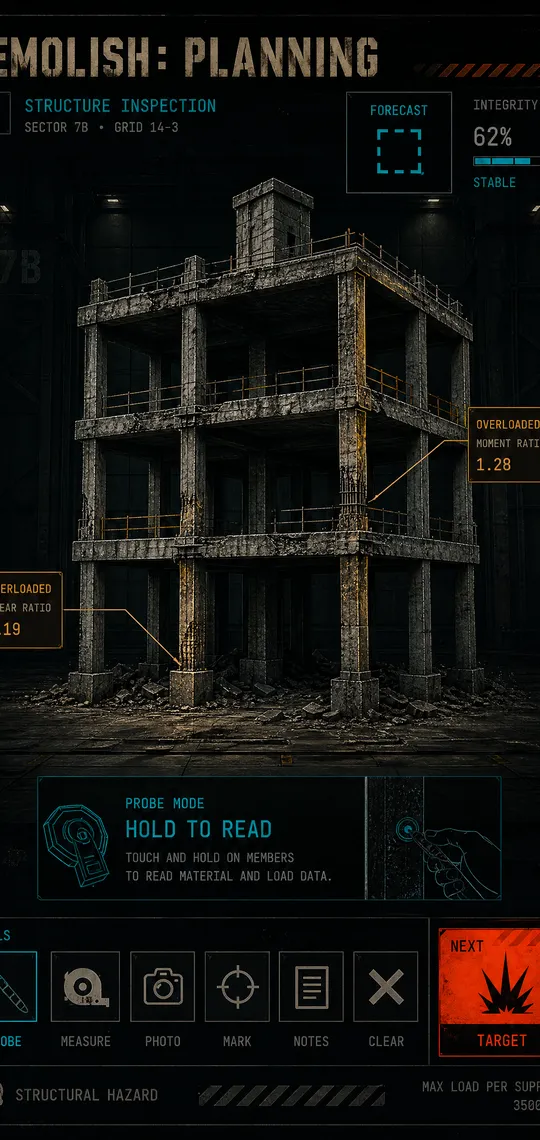 EMOLISH: PLANNING
STRUCTURE INSPECTION
SECTOR 7B • GRID 14-3
FORECAST
INTEGRITY
62%
STABLE
7B
OVERLOADED
MOMENT RATI
1.28
ERLOADED
EAR RATIO
.19
PROBE MODE
HOLD TO READ
TOUCH AND HOLD ON MEMBERS
TO READ MATERIAL AND LOAD DATA.
LS
OBE
MEASURE
PHOTO
MARK
NOTES
CLEAR
NEXT
TARGET
STRUCTURAL HAZARD
MAX LOAD PER SUPP
3500